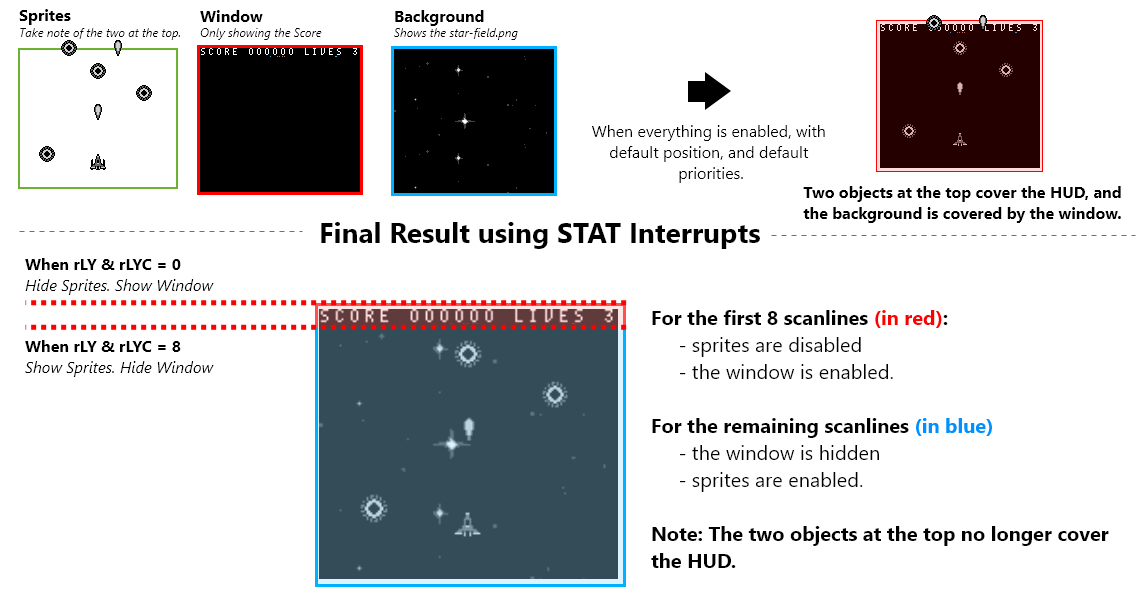 Sprites
Take note of the two at the top.
Window
Only showing the Score
SCORE 000000 LIVES 3
Background
Shows the star-field.png
When everything is enabled, with
default position, and default
priorities.
Two objects at the top cover the HUD, and
the background is covered by the window.
Final Result using STAT Interrupts
When rLY & rLYC = 0
Hide Sprites. Show Window
When rLY & rLYC = 8
Show Sprites. Hide Window
SCORE 000000 LIVES 3
For the first 8 scanlines (in red):
- sprites are disabled
- the window is enabled.
For the remaining scanlines (in blue)
- the window is hidden
- sprites are enabled.
Note: The two objects at the top no longer cover
the HUD.